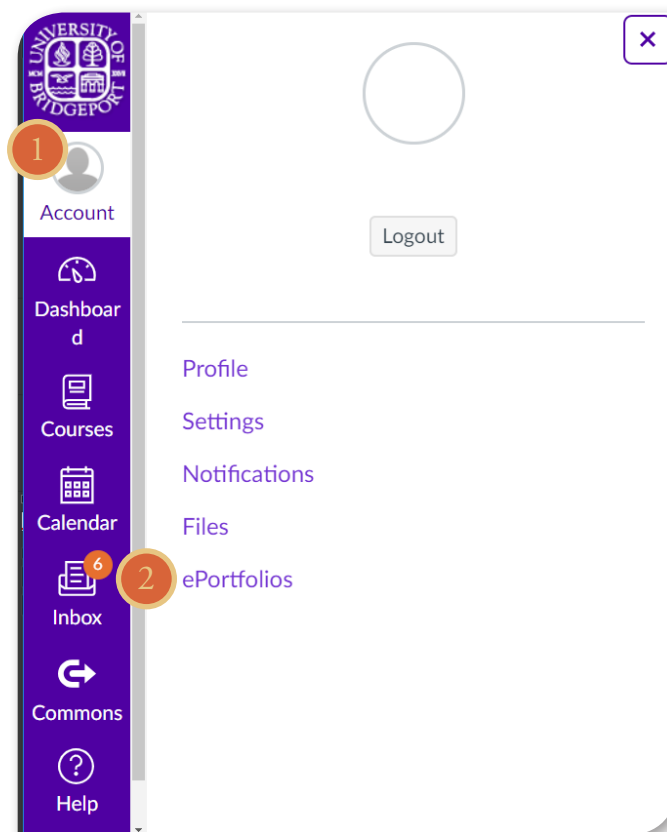 UNIVERSITY OF
BRIDGEPORT
1
Account
Dashboar
d
Courses
Calendar
6
Inbox
Commons
Help
Logout
Profile
Settings
Notifications
Files
2
ePortfolios